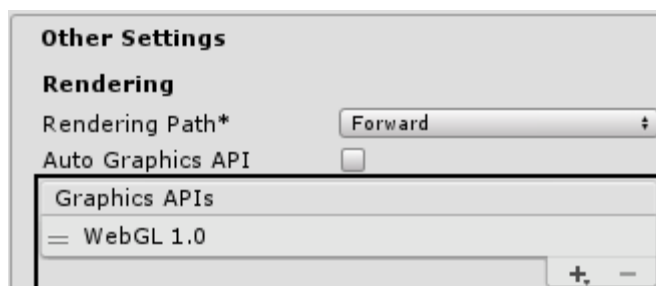 Other Settings
Rendering
Rendering Path* Forward
Auto Graphics API
Graphics APIs
= WebGL 1.0
+ −